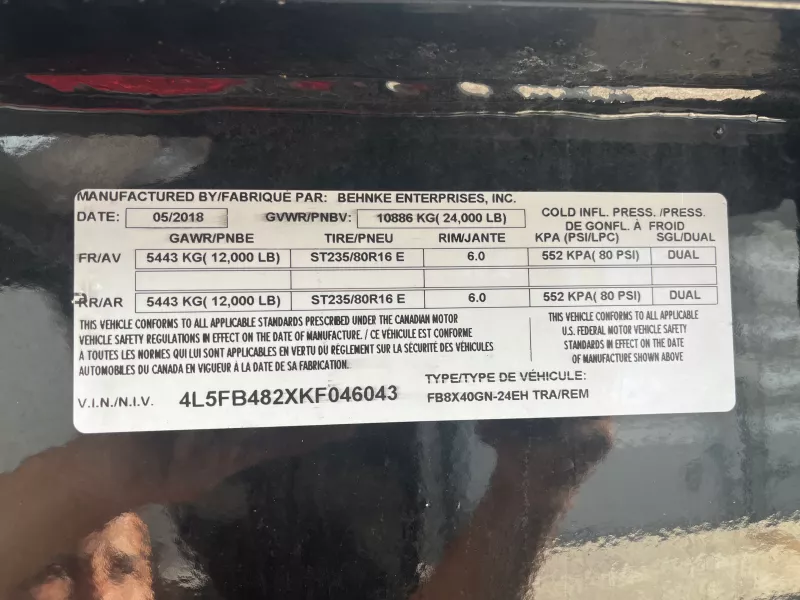 MANUFACTURED BY/FABRIQUÉ PAR: BEHNKE ENTERPRISES, INC.
DATE: 05/2018 GVWR/PNBV: 10886 KG( 24,000 LB) COLD INFL. PRESS. /PRESS.
DE GONFL. À FROID
GAWR/PNBE TIRE/PNEU RIM/JANTE KPA (PSI/LPC) SGL/DUAL
FR/AV 5443 KG( 12,000 LB) ST235/80R16 E 6.0 552 KPA( 80 PSI) DUAL
RR/AR 5443 KG( 12,000 LB) ST235/80R16 E 6.0 552 KPA( 80 PSI) DUAL
THIS VEHICLE CONFORMS TO ALL APPLICABLE STANDARDS PRESCRIBED UNDER THE CANADIAN MOTOR
VEHICLE SAFETY REGULATIONS IN EFFECT ON THE DATE OF MANUFACTURE. / CE VÉHICULE EST CONFORME
A TOUTES LES NORMES QUI LUI SONT APPLICABLES EN VERTU DU RÈGLEMENT SUR LA SÉCURITÉ DES VÉHICULES
AUTOMOBILES DU CANADA EN VIGUEUR À LA DATE DE SA FABRICATION.
THIS VEHICLE CONFORMS TO ALL APPLICABLE
U.S. FEDERAL MOTOR VEHICLE SAFETY
STANDARDS IN EFFECT ON THE DATE
OF MANUFACTURE SHOWN ABOVE
V.I.N./N.I.V. 4L5FB482XKF046043
TYPE/TYPE DE VÉHICULE:
FB8X40GN-24EH TRA/REM